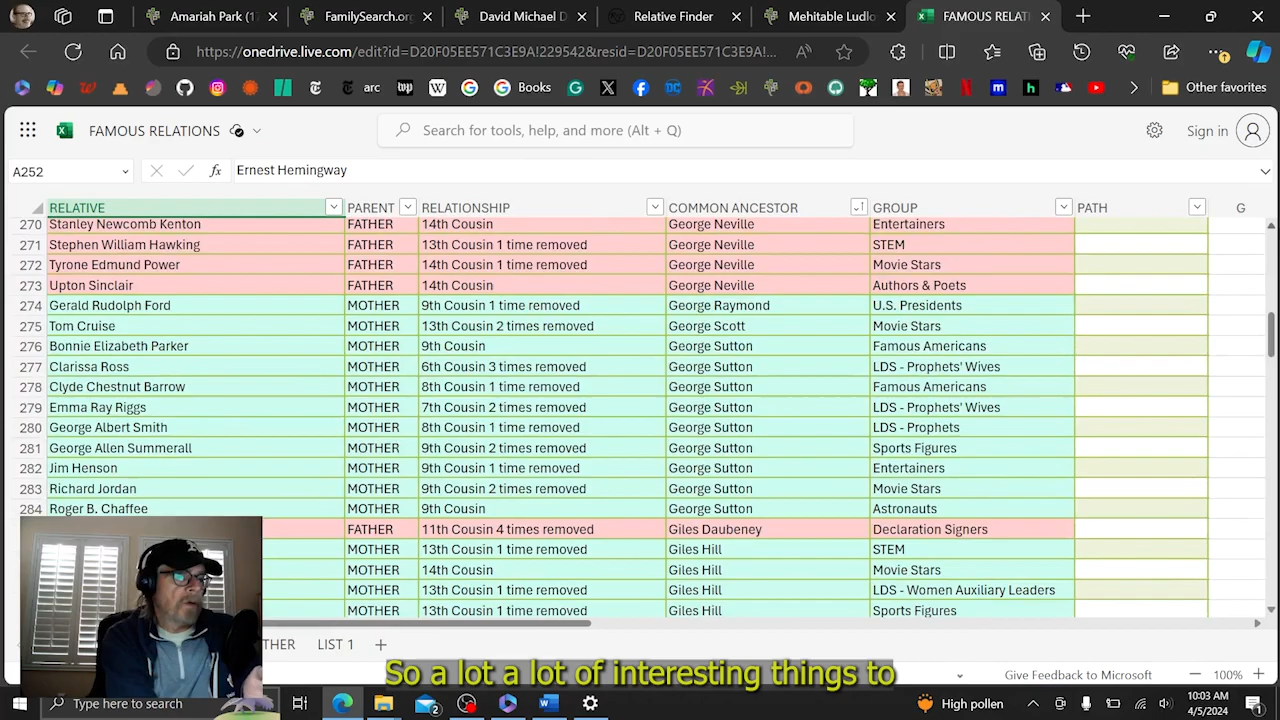 Amariah Park (1
FamilySearch.org
David Michael D
Relative Finder
Mehitable Ludlo
FAMOUS RELATI
https://onedrive.live.com/edit?id=D20F05EE571C3E9A!229542&resid=D20F05EE571C3E9A!...
arc
Books
Other favorites
FAMOUS RELATIONS
Search for tools, help, and more (Alt + Q)
Sign in
A252
fx
Ernest Hemingway
RELATIVE PARENT RELATIONSHIP COMMON ANCESTOR GROUP PATH G
270 Stanley Newcomb Kenton FATHER 14th Cousin George Neville Entertainers
271 Stephen William Hawking FATHER 13th Cousin 1 time removed George Neville STEM
272 Tyrone Edmund Power FATHER 14th Cousin 1 time removed George Neville Movie Stars
273 Upton Sinclair FATHER 14th Cousin George Neville Authors & Poets
274 Gerald Rudolph Ford MOTHER 9th Cousin 1 time removed George Raymond U.S. Presidents
275 Tom Cruise MOTHER 13th Cousin 2 times removed George Scott Movie Stars
276 Bonnie Elizabeth Parker MOTHER 9th Cousin George Sutton Famous Americans
277 Clarissa Ross MOTHER 6th Cousin 3 times removed George Sutton LDS - Prophets' Wives
278 Clyde Chestnut Barrow MOTHER 8th Cousin 1 time removed George Sutton Famous Americans
279 Emma Ray Riggs MOTHER 7th Cousin 2 times removed George Sutton LDS - Prophets' Wives
280 George Albert Smith MOTHER 8th Cousin 1 time removed George Sutton LDS - Prophets
281 George Allen Summerall MOTHER 9th Cousin 2 times removed George Sutton Sports Figures
282 Jim Henson MOTHER 9th Cousin 1 time removed George Sutton Entertainers
283 Richard Jordan MOTHER 9th Cousin 2 times removed George Sutton Movie Stars
284 Roger B. Chaffee MOTHER 9th Cousin George Sutton Astronauts
FATHER 11th Cousin 4 times removed Giles Daubeney Declaration Signers
MOTHER 13th Cousin 1 time removed Giles Hill STEM
MOTHER 14th Cousin Giles Hill Movie Stars
MOTHER 13th Cousin 1 time removed Giles Hill LDS - Women Auxiliary Leaders
MOTHER 13th Cousin 1 time removed Giles Hill Sports Figures
THER LIST 1
So a lot a lot of interesting things to
Give Feedback to Microsoft
100%
Type here to search
High pollen
10:03 AM
4/5/2024